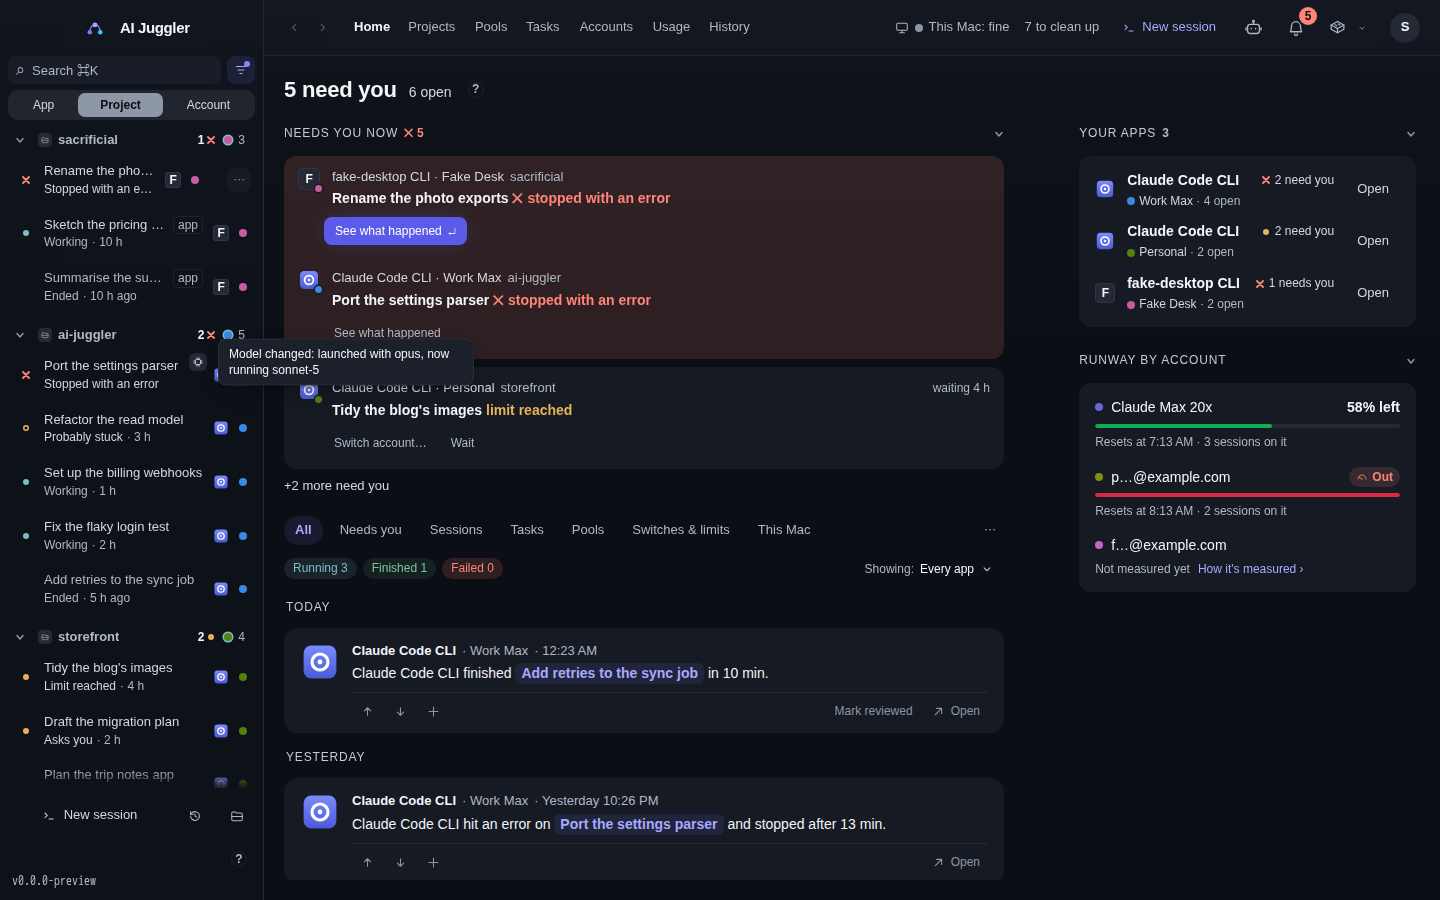 AI Juggler
Search ⌘K
App Project Account
sacrificial 1 3
Rename the pho… F
Stopped with an e…
Sketch the pricing … app F
Working · 10 h
Summarise the su… app F
Ended · 10 h ago
ai-juggler 2 5
Port the settings parser
Stopped with an error
Refactor the read model
Probably stuck · 3 h
Set up the billing webhooks
Working · 1 h
Fix the flaky login test
Working · 2 h
Add retries to the sync job
Ended · 5 h ago
storefront 2 4
Tidy the blog's images
Limit reached · 4 h
Draft the migration plan
Asks you · 2 h
Plan the trip notes app
New session
?
v0.0.0-preview
Home Projects Pools Tasks Accounts Usage History
This Mac: fine 7 to clean up New session 5 S
5 need you 6 open ?
NEEDS YOU NOW 5
F fake-desktop CLI · Fake Desk sacrificial
Rename the photo exports stopped with an error
See what happened
Claude Code CLI · Work Max ai-juggler
Port the settings parser stopped with an error
See what happened
Model changed: launched with opus, now
running sonnet-5
Claude Code CLI · Personal storefront waiting 4 h
Tidy the blog's images limit reached
Switch account… Wait
+2 more need you
All Needs you Sessions Tasks Pools Switches & limits This Mac ···
Running 3 Finished 1 Failed 0 Showing: Every app
TODAY
Claude Code CLI · Work Max · 12:23 AM
Claude Code CLI finished Add retries to the sync job in 10 min.
Mark reviewed Open
YESTERDAY
Claude Code CLI · Work Max · Yesterday 10:26 PM
Claude Code CLI hit an error on Port the settings parser and stopped after 13 min.
Open
YOUR APPS 3
Claude Code CLI 2 need you Open
Work Max · 4 open
Claude Code CLI 2 need you Open
Personal · 2 open
F fake-desktop CLI 1 needs you Open
Fake Desk · 2 open
RUNWAY BY ACCOUNT
Claude Max 20x 58% left
Resets at 7:13 AM · 3 sessions on it
p…@example.com Out
Resets at 8:13 AM · 2 sessions on it
f…@example.com
Not measured yet How it's measured ›